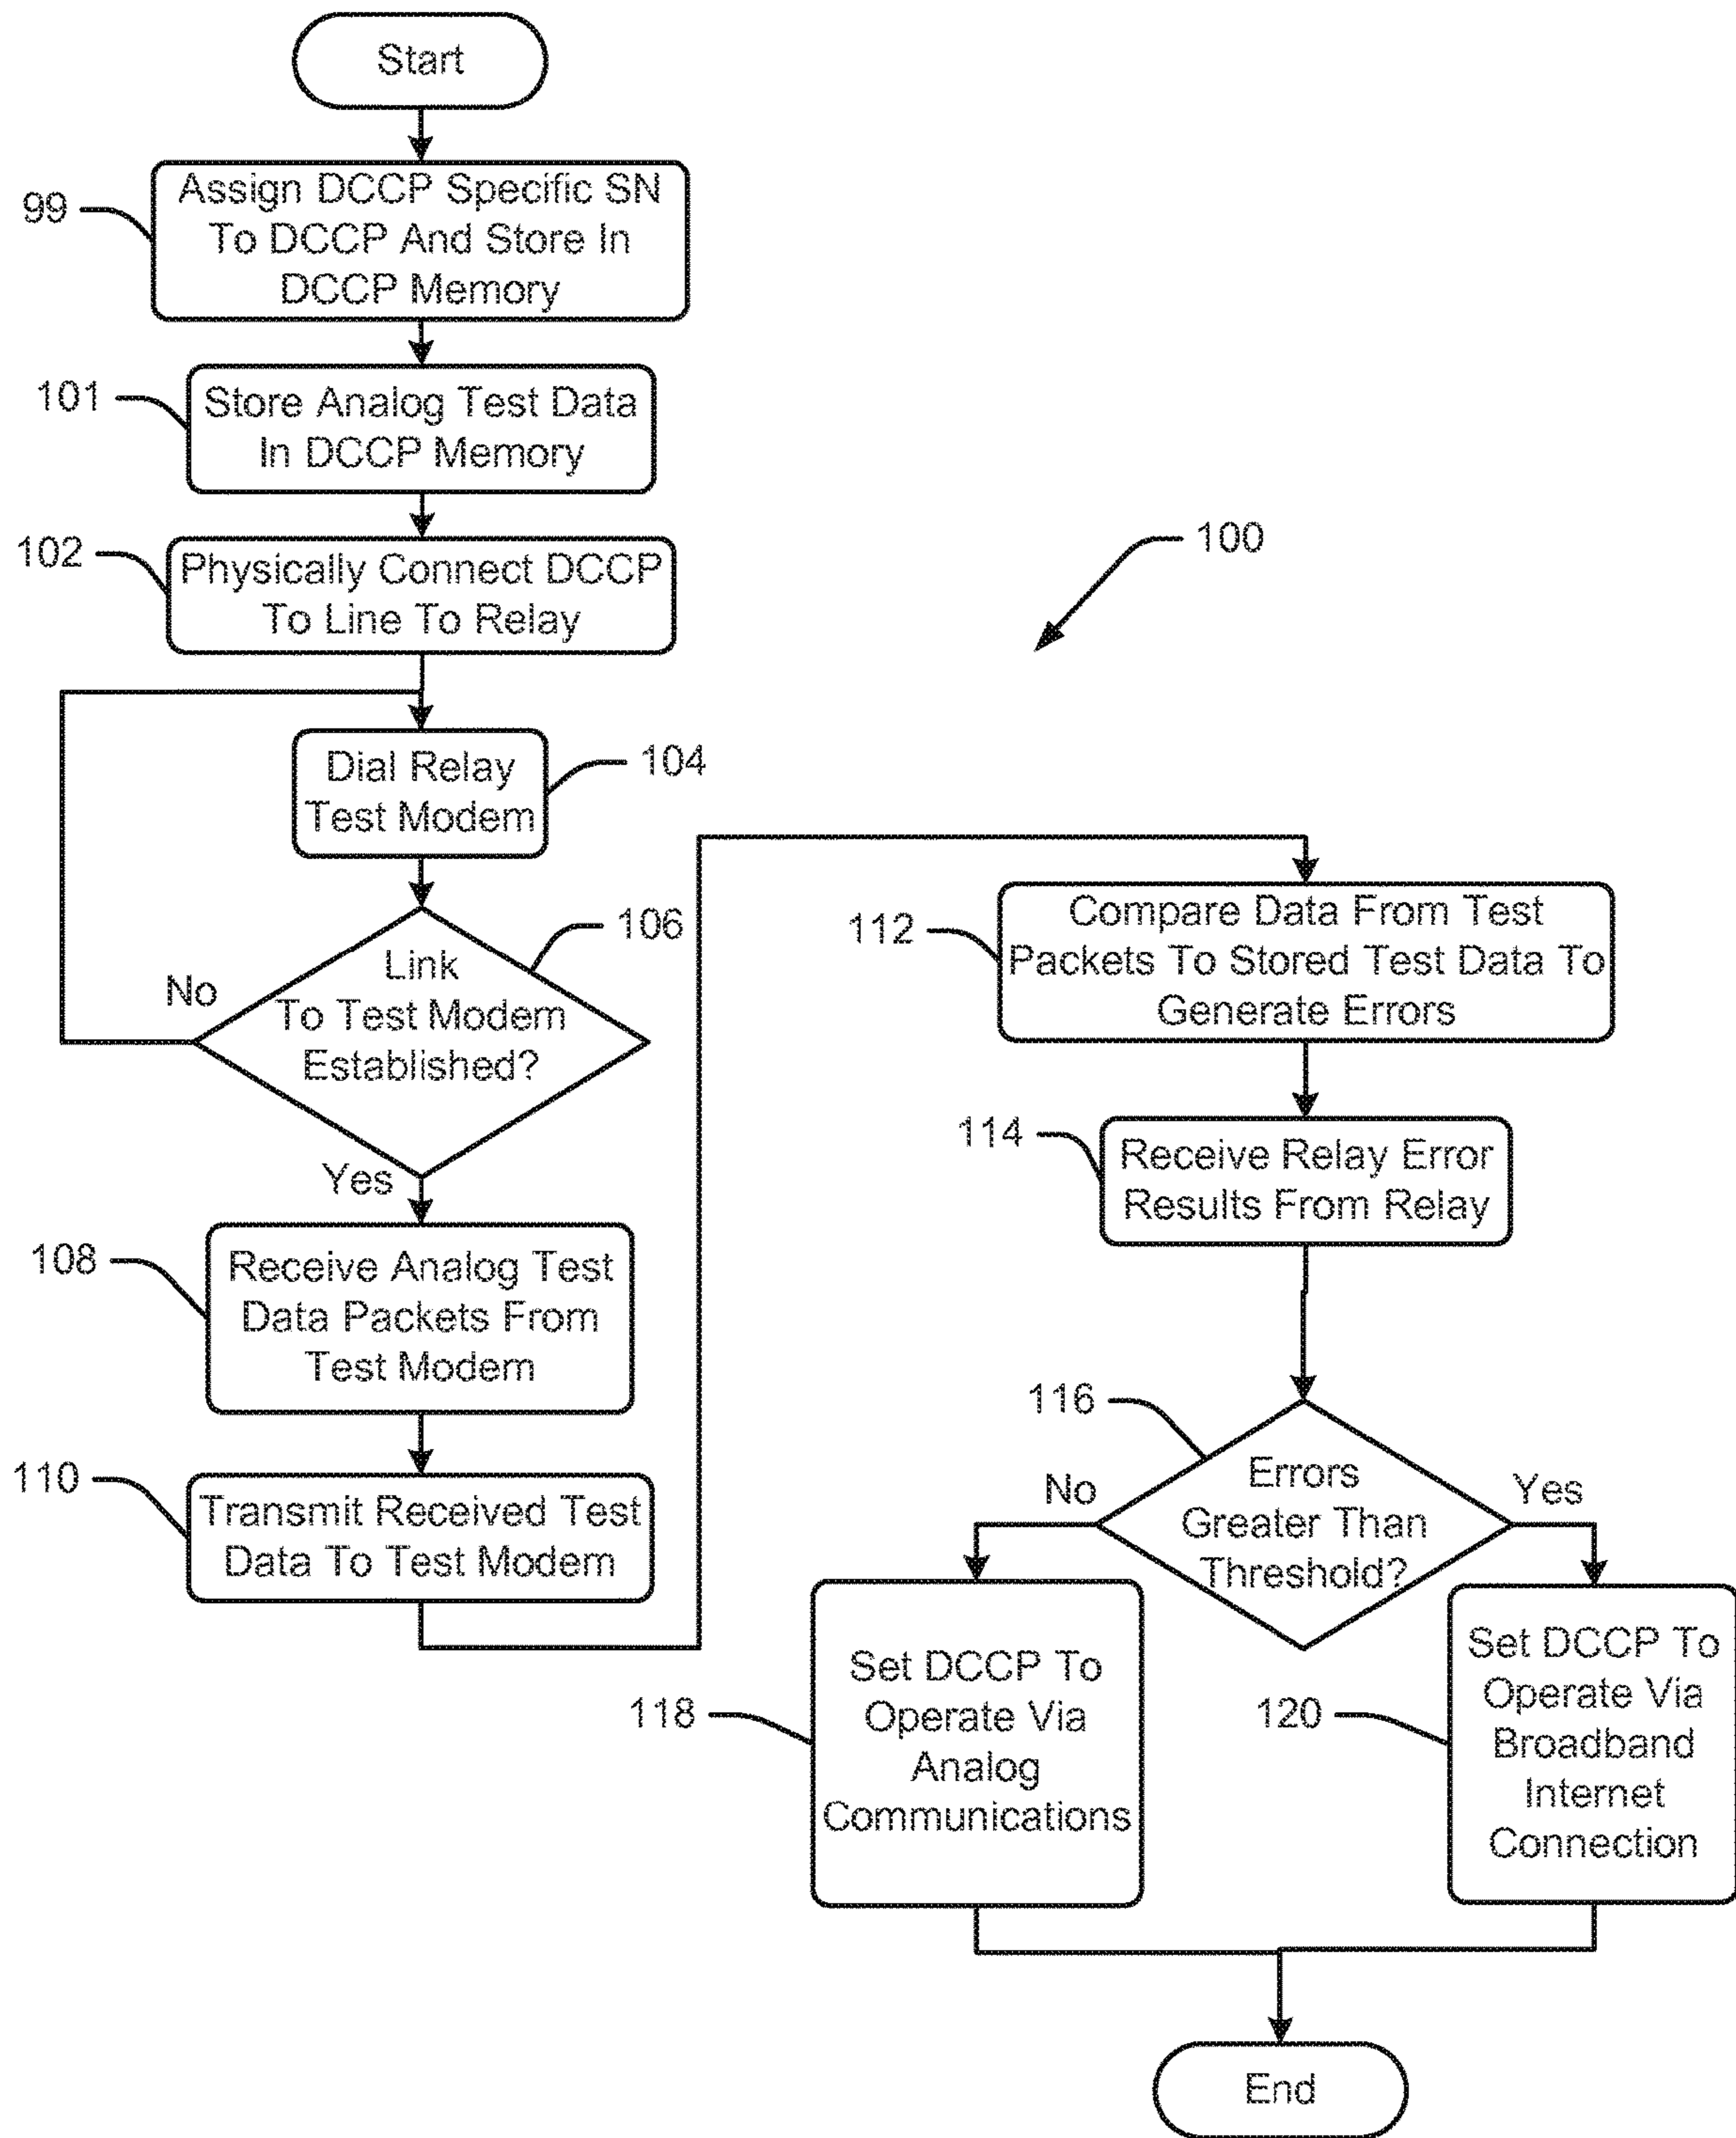 Start
99
Assign DCCP Specific SN
To DCCP And Store In
DCCP Memory
101
Store Analog Test Data
In DCCP Memory
102
Physically Connect DCCP
To Line To Relay
100
Dial Relay
Test Modem
104
106
Link
To Test Modem
Established?
No
Yes
108
Receive Analog Test
Data Packets From
Test Modem
110
Transmit Received Test
Data To Test Modem
112
Compare Data From Test
Packets To Stored Test Data To
Generate Errors
114
Receive Relay Error
Results From Relay
116
Errors
Greater Than
Threshold?
No
Yes
118
Set DCCP To
Operate Via
Analog
Communications
120
Set DCCP To
Operate Via
Broadband
Internet
Connection
End